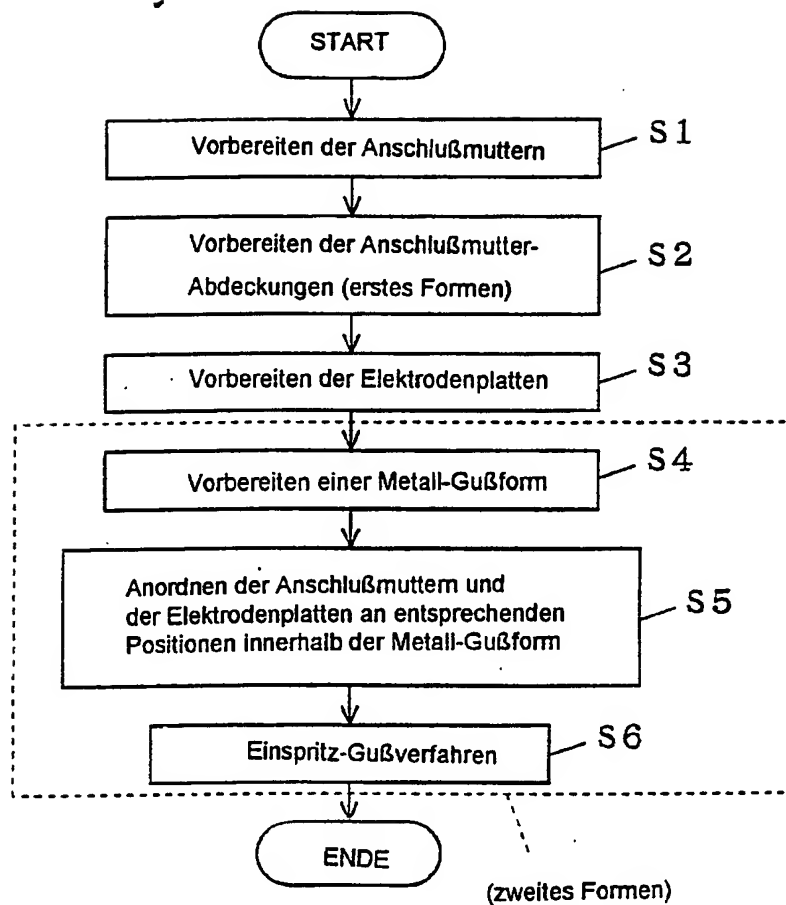 START
Vorbereiten der Anschlußmuttern
S1
Vorbereiten der Anschlußmutter-
Abdeckungen (erstes Formen)
S2
Vorbereiten der Elektrodenplatten
S3
Vorbereiten einer Metall-Gußform
S4
Anordnen der Anschlußmuttern und
der Elektrodenplatten an entsprechenden
Positionen innerhalb der Metall-Gußform
S5
Einspritz-Gußverfahren
S6
ENDE
(zweites Formen)